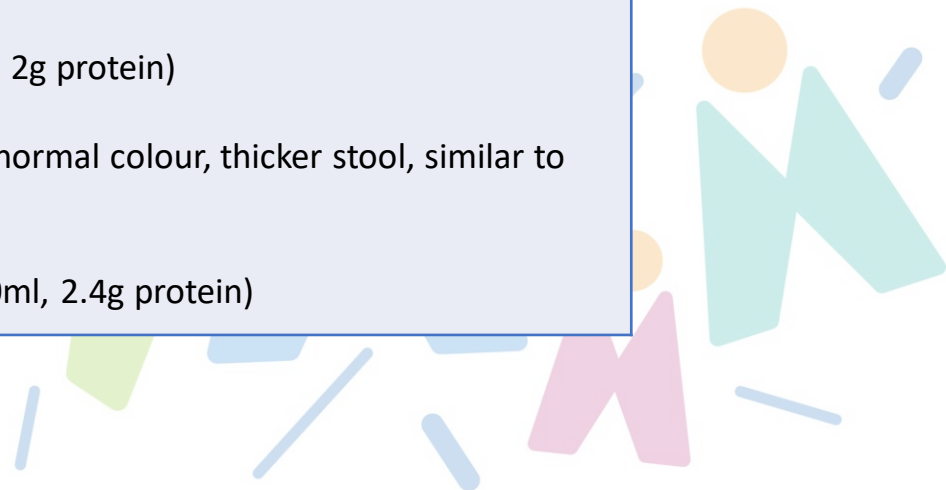 2g protein)
normal colour, thicker stool, similar to
ml, 2.4g protein)